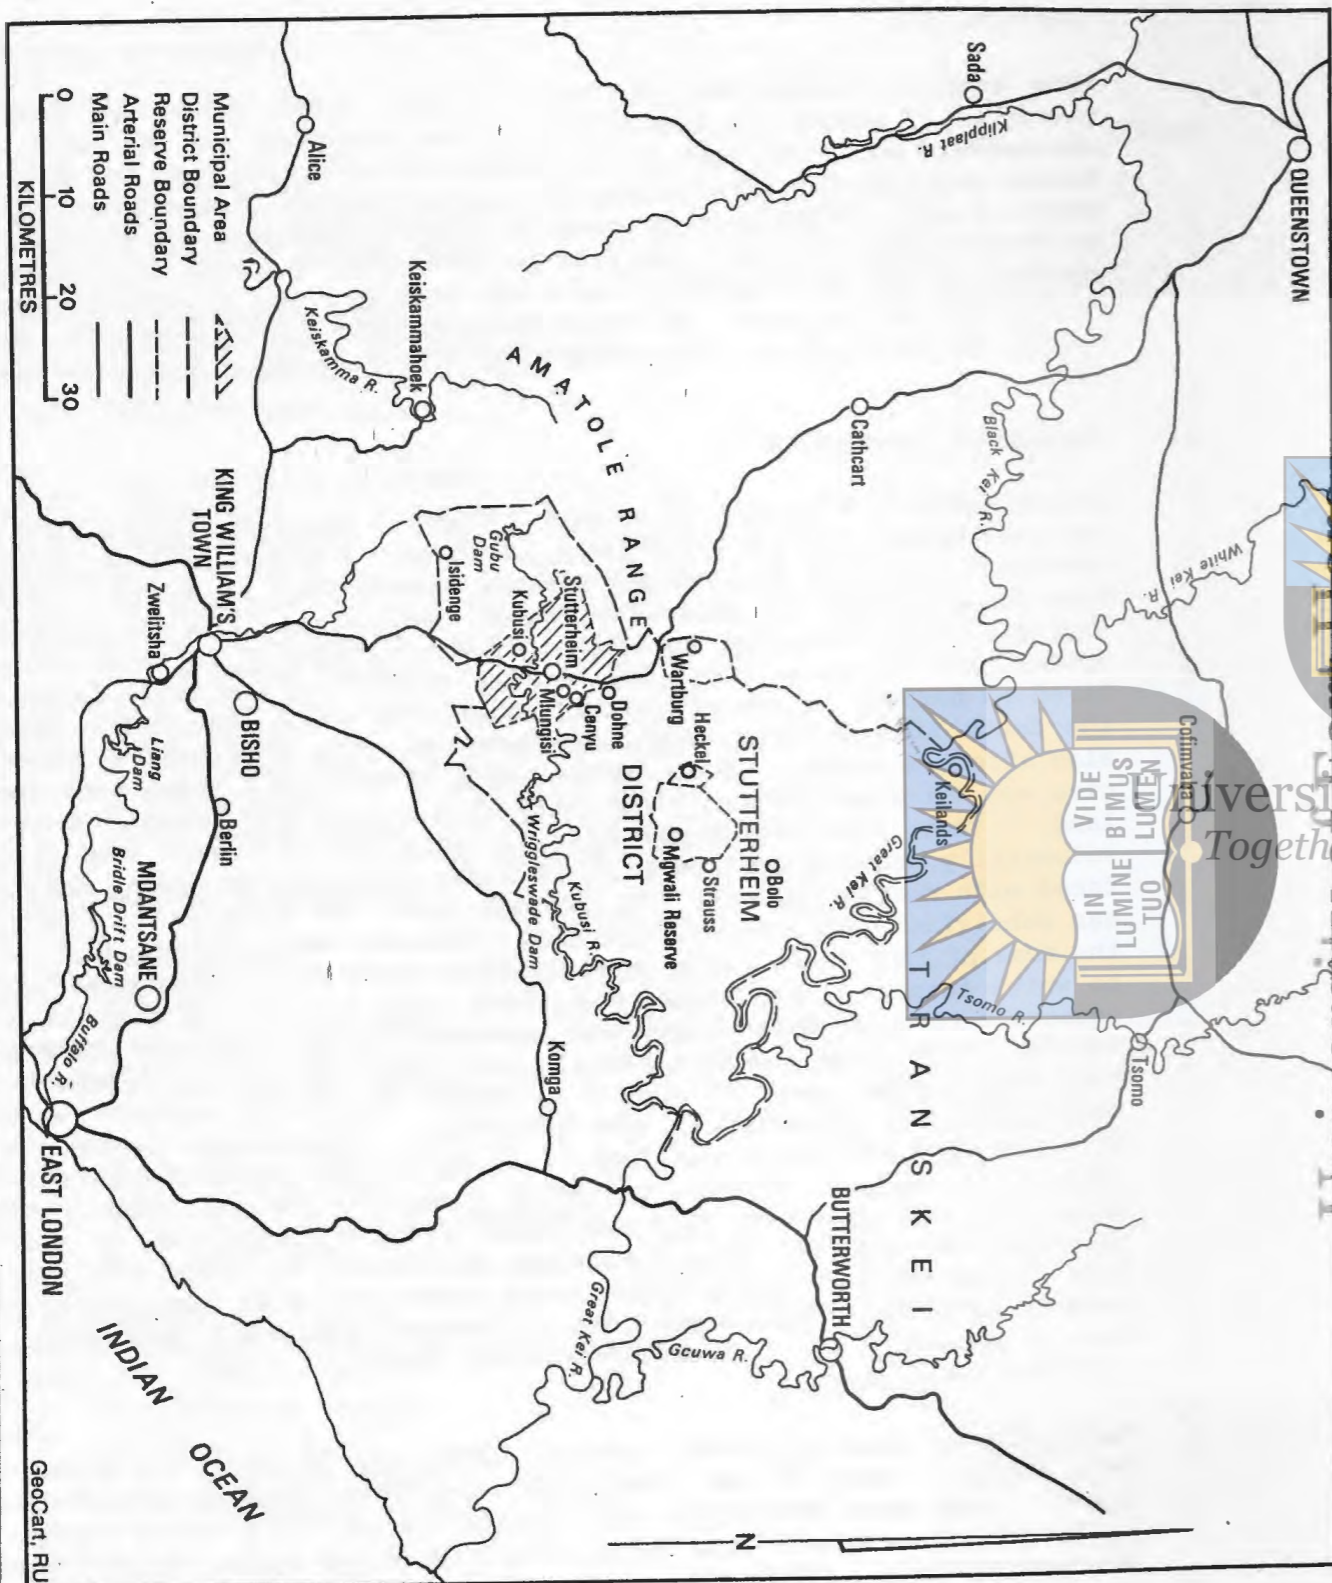 QUEENSTOWN
Sada
Klipplaat R.
White Kei R.
Cofimvaba
Tsomo
Tsomo R.
Cathcart
Black Kei R.
Keilands
Great Kei R.
TRANSKEI
AMATOLE RANGE
Alice
Keiskammahoek
Keiskamma R.
Wartburg
Heckel
STUTTERHEIM
DISTRICT
Bolo
Strauss
Mgwali Reserve
Dohne
Cenyu
Mlungisi
Stutterheim
Kubusi
Gubu
Dam
Isidenge
Wriggleswade Dam
Kubusi R.
Komga
BUTTERWORTH
Gcuwa R.
Great Kei R.
KING WILLIAM'S
TOWN
Zwelitsha
BISHO
Berlin
Liang
Dam
MDANTSANE
Bridle Drift Dam
Buffalo R.
EAST LONDON
INDIAN
OCEAN
N
Municipal Area
District Boundary
Reserve Boundary
Arterial Roads
Main Roads
0 10 20 30
KILOMETRES
GeoCart, RU
IN
LUMINE
TUO
VIDE
BIMUS
LUMEN
Universi
Togeth